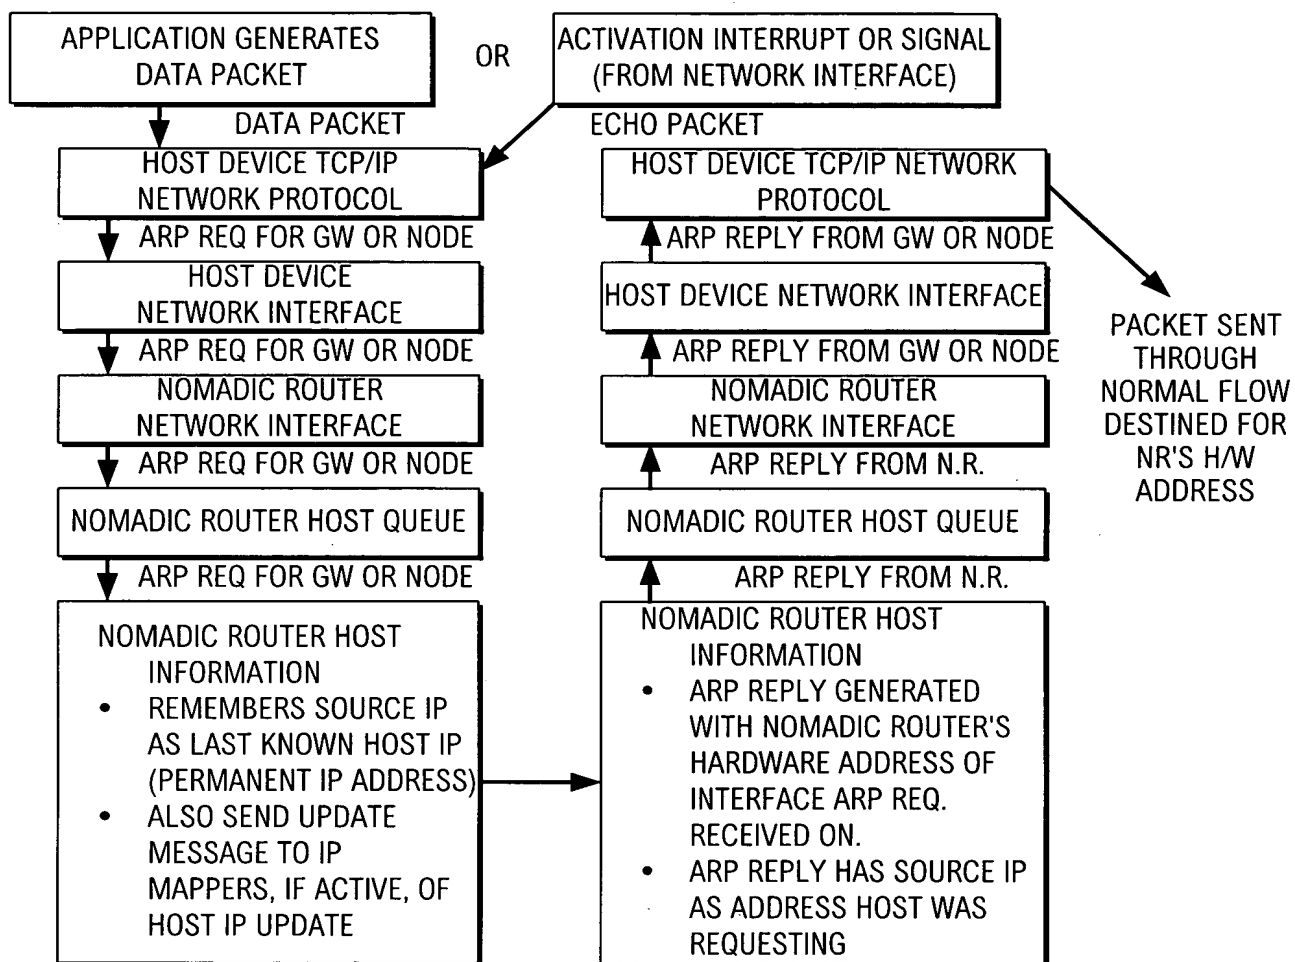 APPLICATION GENERATES
DATA PACKET
OR
ACTIVATION INTERRUPT OR SIGNAL
(FROM NETWORK INTERFACE)
DATA PACKET
ECHO PACKET
HOST DEVICE TCP/IP
NETWORK PROTOCOL
ARP REQ FOR GW OR NODE
HOST DEVICE
NETWORK INTERFACE
ARP REQ FOR GW OR NODE
NOMADIC ROUTER
NETWORK INTERFACE
ARP REQ FOR GW OR NODE
NOMADIC ROUTER HOST QUEUE
ARP REQ FOR GW OR NODE
NOMADIC ROUTER HOST
INFORMATION
• REMEMBERS SOURCE IP
AS LAST KNOWN HOST IP
(PERMANENT IP ADDRESS)
• ALSO SEND UPDATE
MESSAGE TO IP
MAPPERS, IF ACTIVE, OF
HOST IP UPDATE
HOST DEVICE TCP/IP NETWORK
PROTOCOL
ARP REPLY FROM GW OR NODE
HOST DEVICE NETWORK INTERFACE
ARP REPLY FROM GW OR NODE
NOMADIC ROUTER
NETWORK INTERFACE
ARP REPLY FROM N.R.
NOMADIC ROUTER HOST QUEUE
ARP REPLY FROM N.R.
NOMADIC ROUTER HOST
INFORMATION
• ARP REPLY GENERATED
WITH NOMADIC ROUTER'S
HARDWARE ADDRESS OF
INTERFACE ARP REQ.
RECEIVED ON.
• ARP REPLY HAS SOURCE IP
AS ADDRESS HOST WAS
REQUESTING
PACKET SENT
THROUGH
NORMAL FLOW
DESTINED FOR
NR'S H/W
ADDRESS